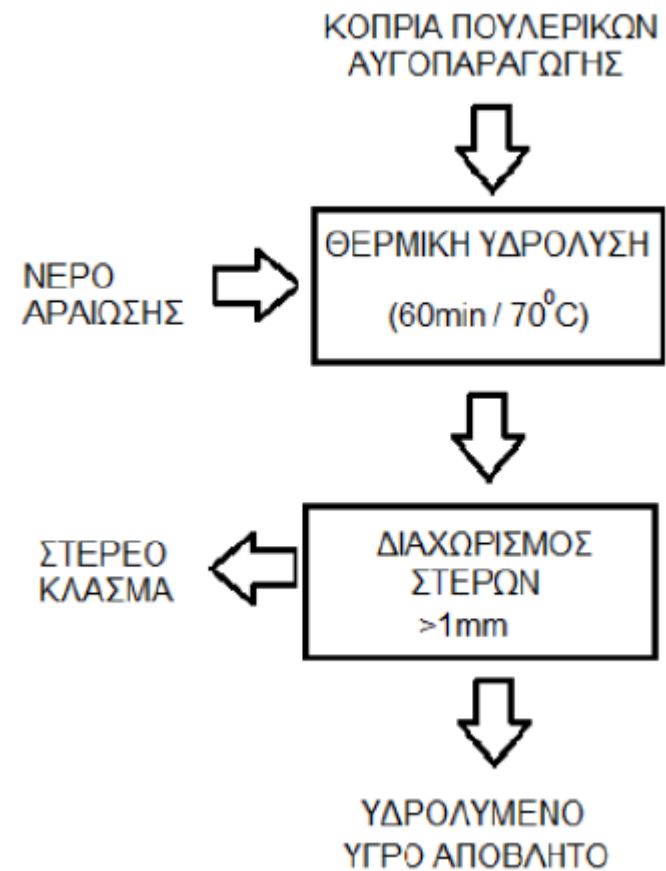 ΚΟΠΡΙΑ ΠΟΥΛΕΡΙΚΩΝ
ΑΥΓΟΠΑΡΑΓΩΓΗΣ
ΘΕΡΜΙΚΗ ΥΔΡΟΛΥΣΗ
(60min / 70⁰C)
ΝΕΡΟ
ΑΡΑΙΩΣΗΣ
ΔΙΑΧΩΡΙΣΜΟΣ
ΣΤΕΡΩΝ
>1mm
ΣΤΕΡΕΟ
ΚΛΑΣΜΑ
ΥΔΡΟΛΥΜΕΝΟ
ΥΓΡΟ ΑΠΟΒΛΗΤΟ